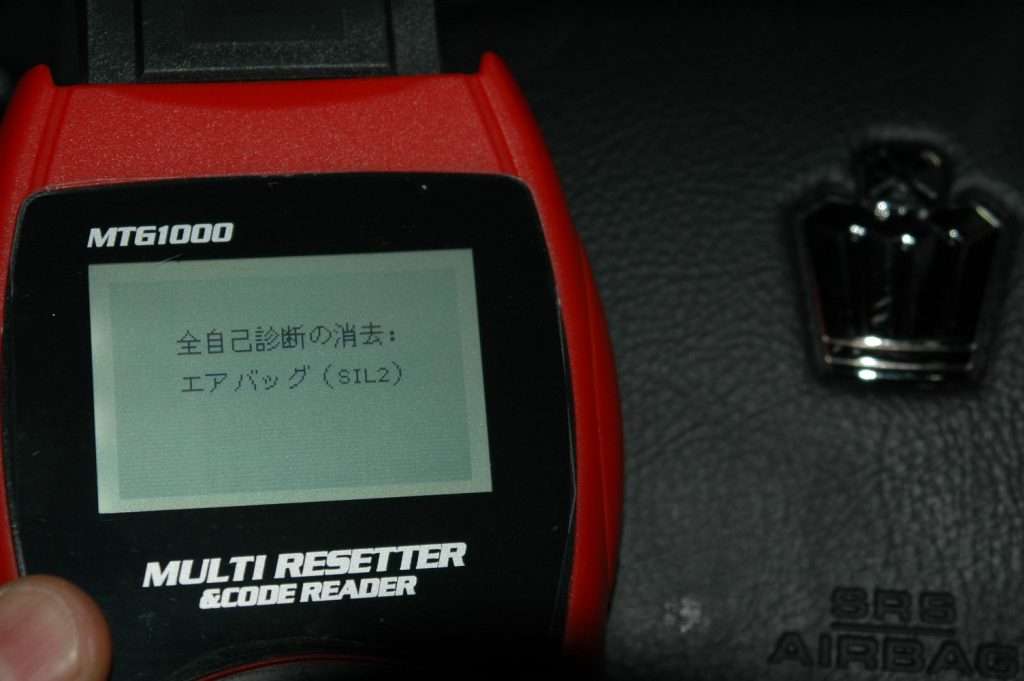 MTG1000
全自己診断の消去:
エアバッグ(SIL2)
MULTI RESETTER
&CODE READER
SRS
AIRBAG